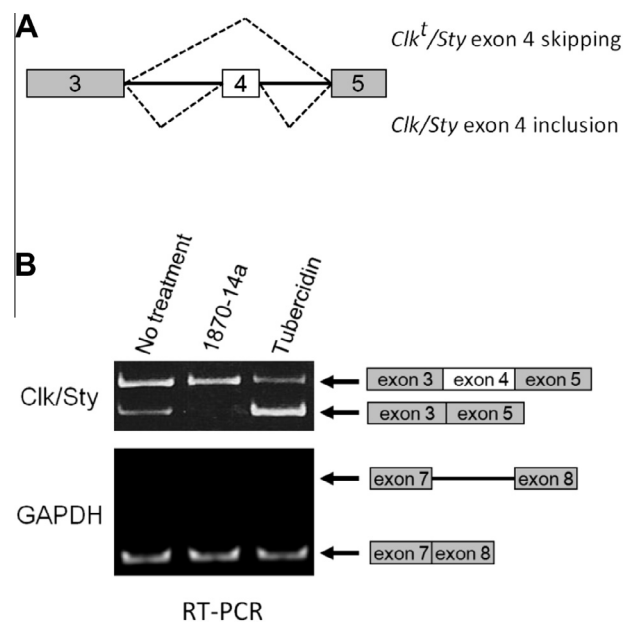 A
Clk^t/Sty exon 4 skipping
3 4 5
Clk/Sty exon 4 inclusion
B
No treatment
1870-14a
Tubercidin
Clk/Sty
exon 3 exon 4 exon 5
exon 3 exon 5
GAPDH
exon 7 exon 8
exon 7 exon 8
RT-PCR